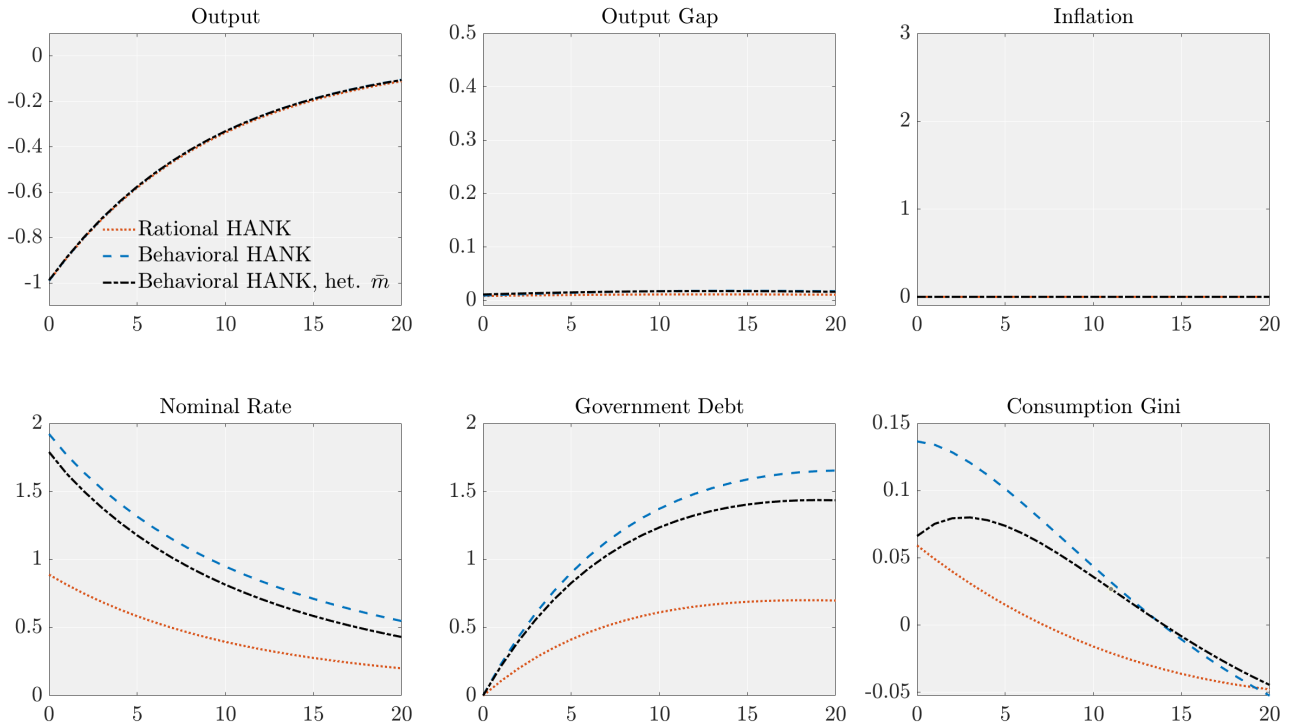 Output
0
-0.2
-0.4
-0.6
-0.8
-1
0 5 10 15 20
Rational HANK
Behavioral HANK
Behavioral HANK, het. m̄
Output Gap
0.5
0.4
0.3
0.2
0.1
0
0 5 10 15 20
Inflation
3
2
1
0
0 5 10 15 20
Nominal Rate
2
1.5
1
0.5
0
0 5 10 15 20
Government Debt
2
1.5
1
0.5
0
0 5 10 15 20
Consumption Gini
0.15
0.1
0.05
0
-0.05
0 5 10 15 20